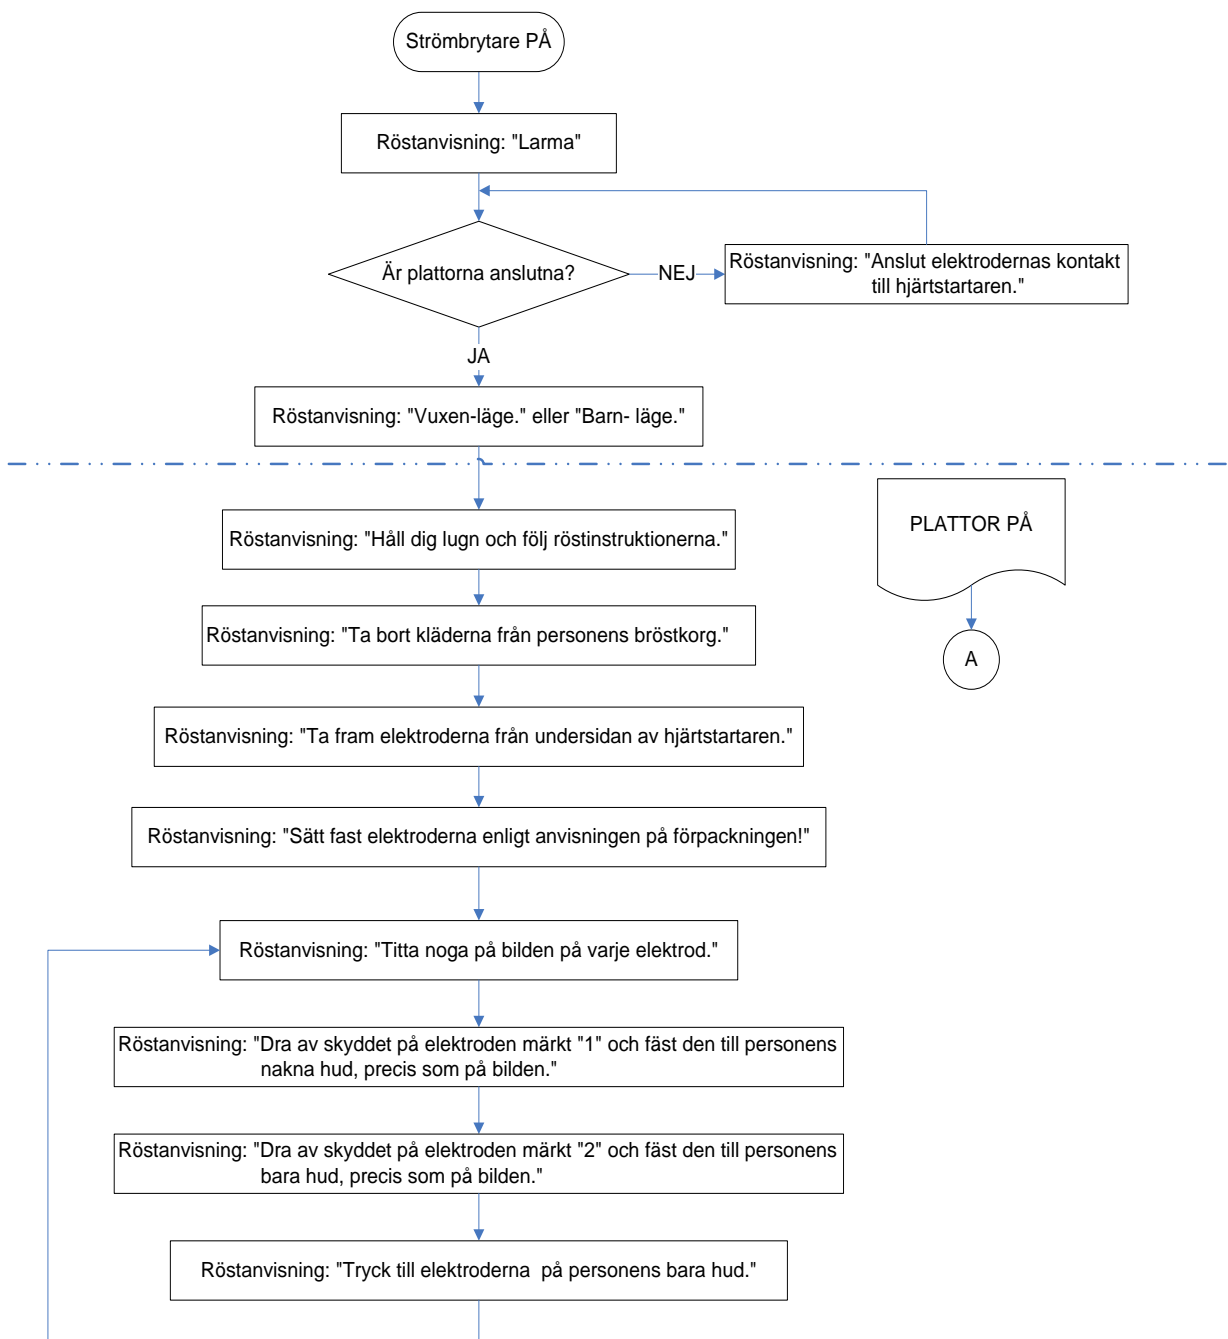 Strömbrytare PÅ
Röstanvisning: "Larma"
Är plattorna anslutna?
NEJ
Röstanvisning: "Anslut elektrodernas kontakt
till hjärtstartaren."
JA
Röstanvisning: "Vuxen-läge." eller "Barn- läge."
PLATTOR PÅ
A
Röstanvisning: "Håll dig lugn och följ röstinstruktionerna."
Röstanvisning: "Ta bort kläderna från personens bröstkorg."
Röstanvisning: "Ta fram elektroderna från undersidan av hjärtstartaren."
Röstanvisning: "Sätt fast elektroderna enligt anvisningen på förpackningen!"
Röstanvisning: "Titta noga på bilden på varje elektrod."
Röstanvisning: "Dra av skyddet på elektroden märkt "1" och fäst den till personens
nakna hud, precis som på bilden."
Röstanvisning: "Dra av skyddet på elektroden märkt "2" och fäst den till personens
bara hud, precis som på bilden."
Röstanvisning: "Tryck till elektroderna  på personens bara hud."